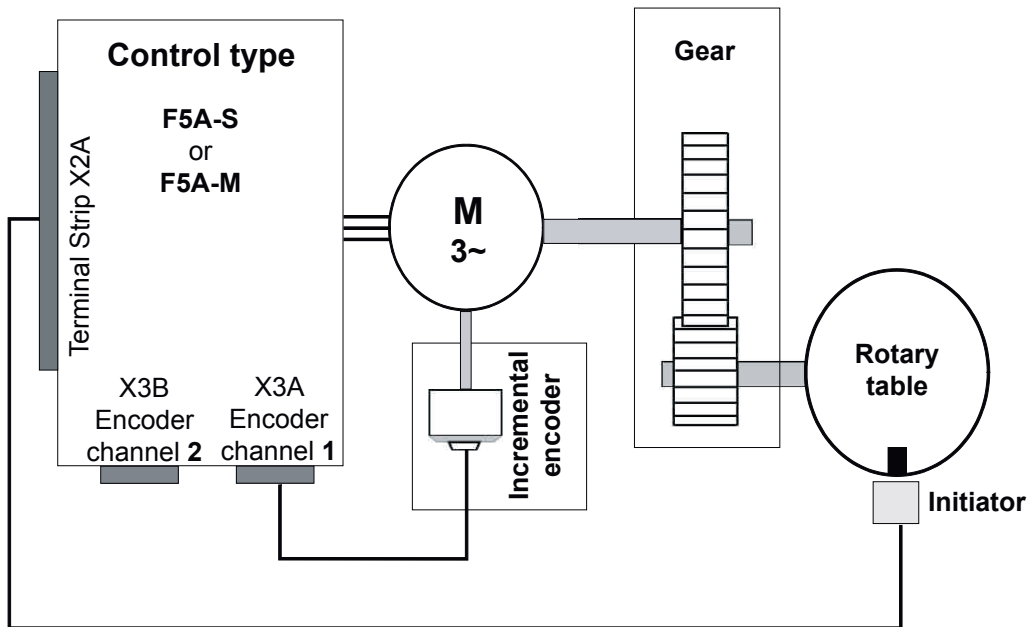 Control type
F5A-S
or
F5A-M
Terminal Strip X2A
X3B
Encoder
channel 2
X3A
Encoder
channel 1
M
3~
Incremental
encoder
Gear
Rotary
table
Initiator